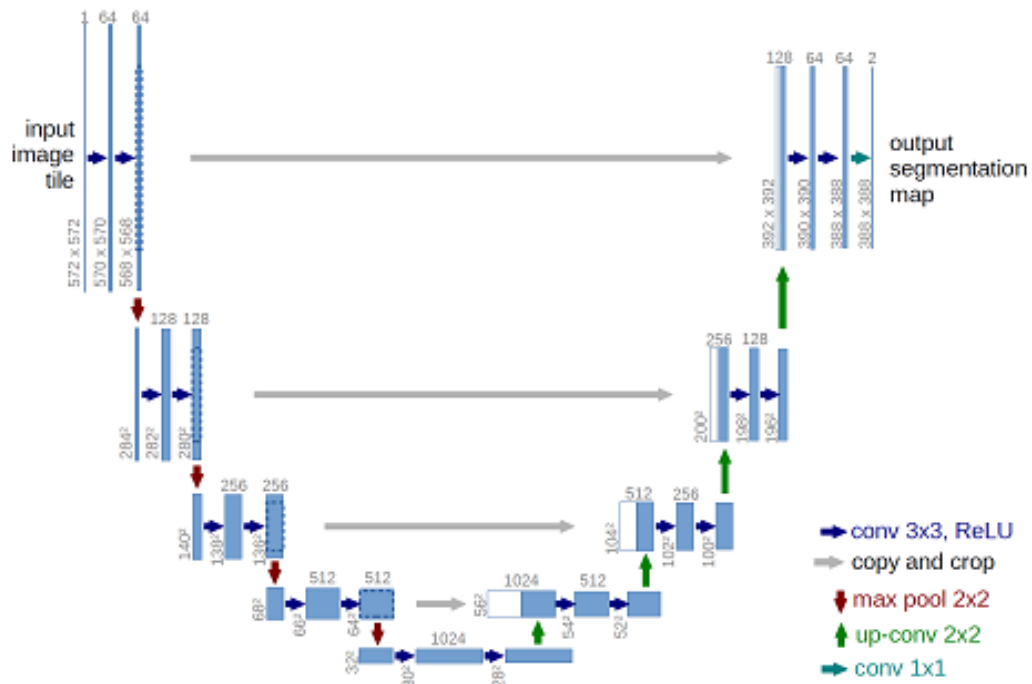 1 64 64
128 64 64 2
input
image
tile
output
segmentation
map
572 x 572
570 x 570
568 x 568
392 x 392
390 x 390
388 x 388
388 x 388
128 128
256 128
284²
282²
280²
200²
198²
196²
256 256
512 256
140²
138²
136²
104²
102²
100²
conv 3x3, ReLU
copy and crop
max pool 2x2
up-conv 2x2
conv 1x1
512 512
1024 512
68²
66²
64²
56²
54²
52²
1024
32²